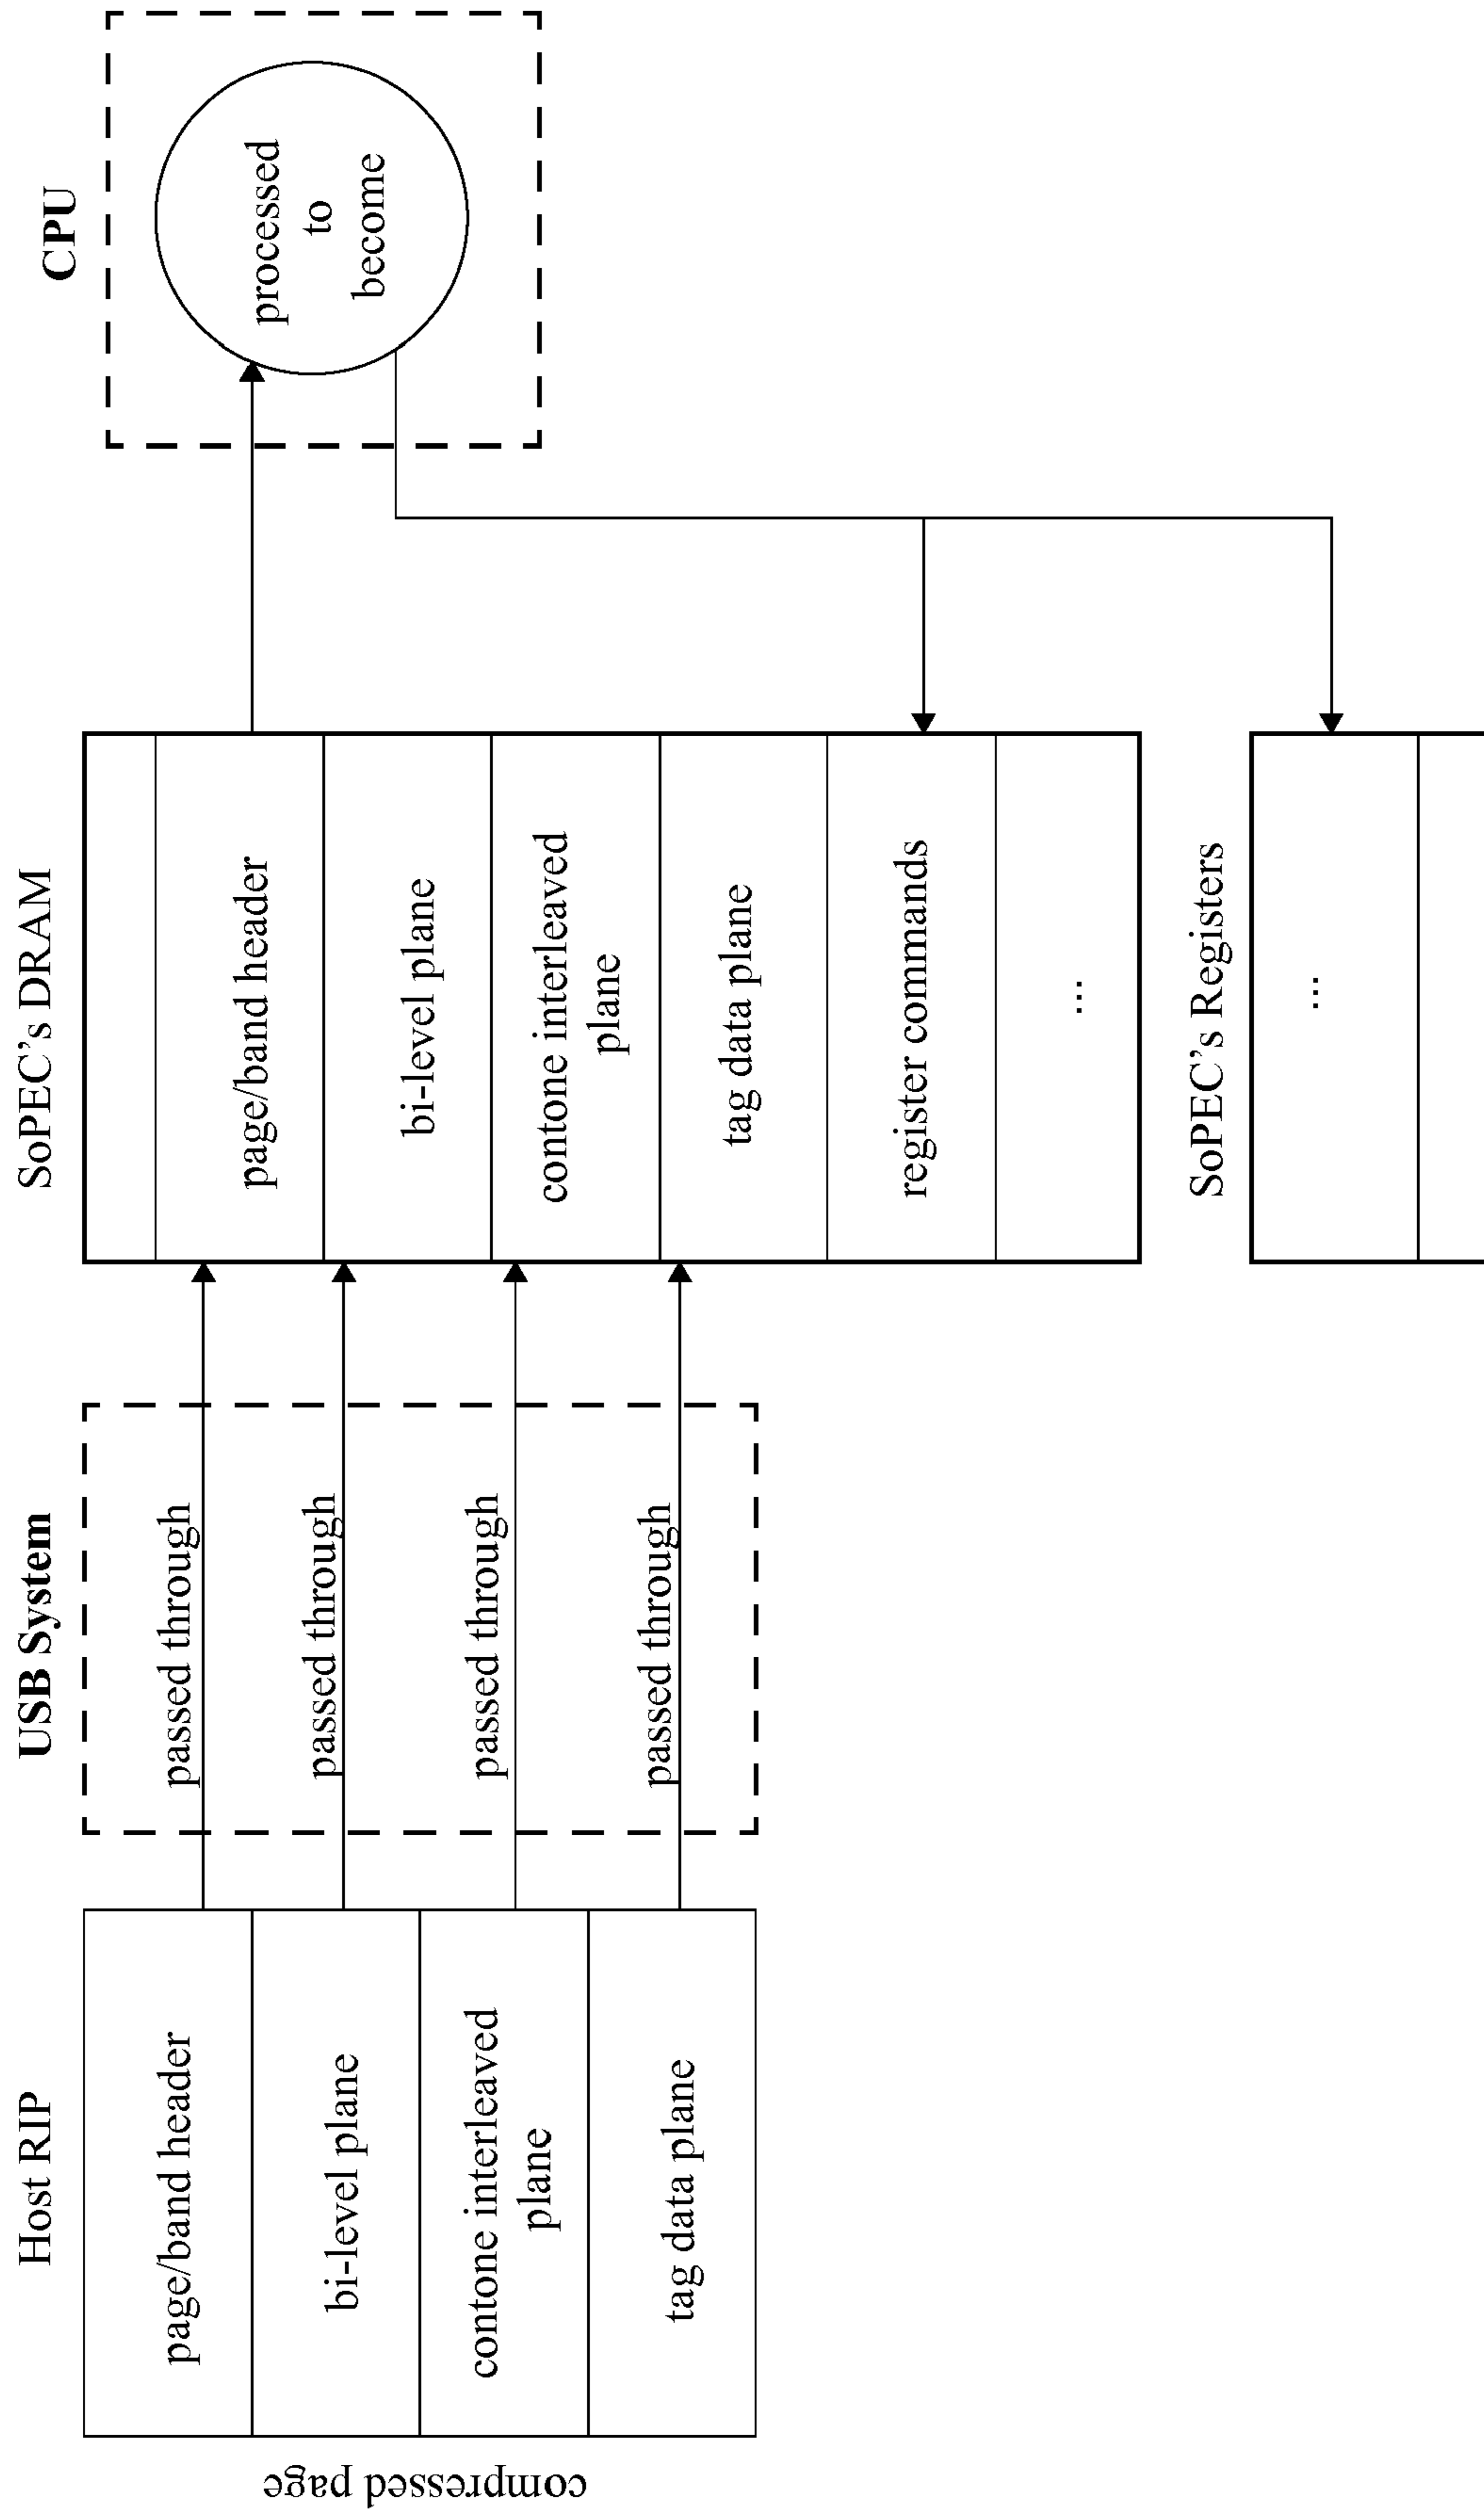 compressed page
Host RIP
page/band header
bi-level plane
contone interleaved
plane
tag data plane
USB System
passed through
passed through
passed through
passed through
SoPEC's DRAM
page/band header
bi-level plane
contone interleaved
plane
tag data plane
register commands
...
SoPEC's Registers
...
CPU
processed
to
become